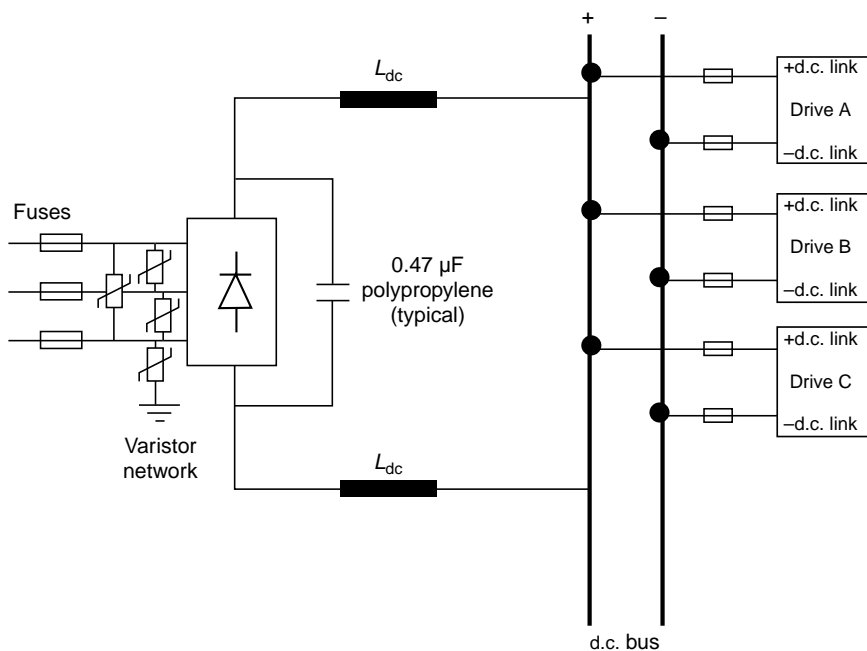 + –
L dc
+d.c. link
Drive A
–d.c. link
Fuses
0.47 µF
polypropylene
(typical)
+d.c. link
Drive B
–d.c. link
+d.c. link
Drive C
–d.c. link
Varistor
network
L dc
d.c. bus